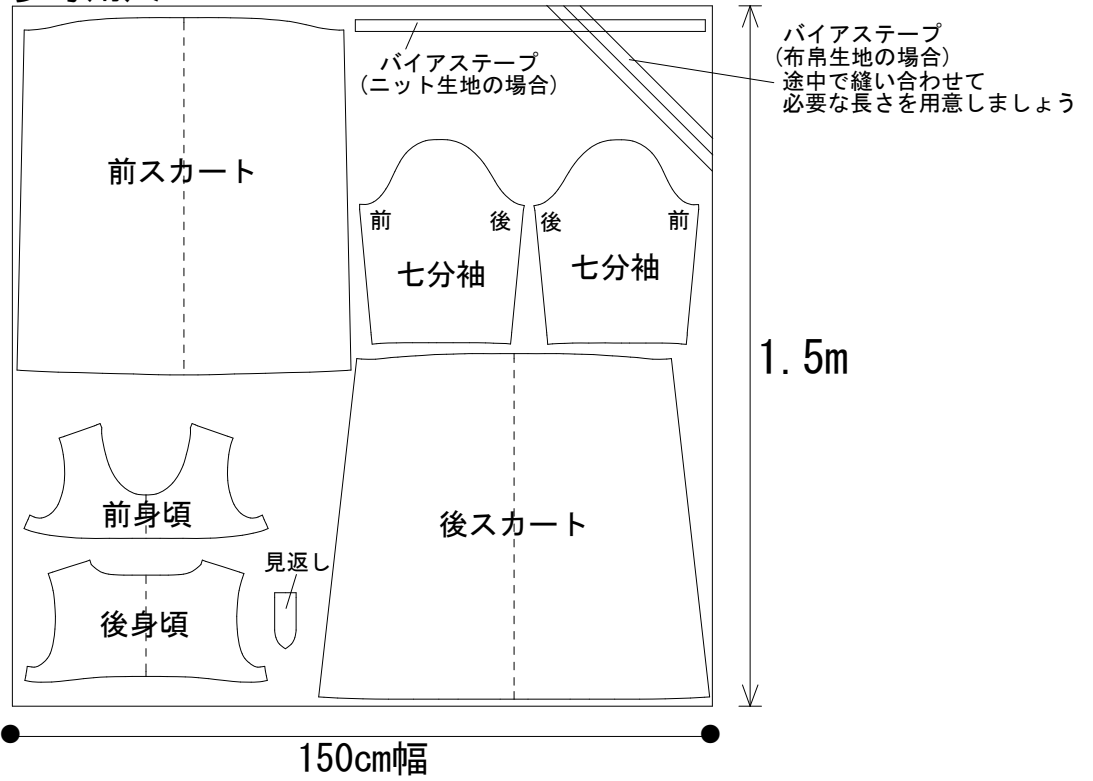 バイアステープ
(ニット生地の場合)
バイアステープ
(布帛生地の場合)
途中で縫い合わせて
必要な長さを用意しましょう
前スカート
前
後
後
前
七分袖
七分袖
1.5m
前身頃
後スカート
見返し
後身頃
150cm幅